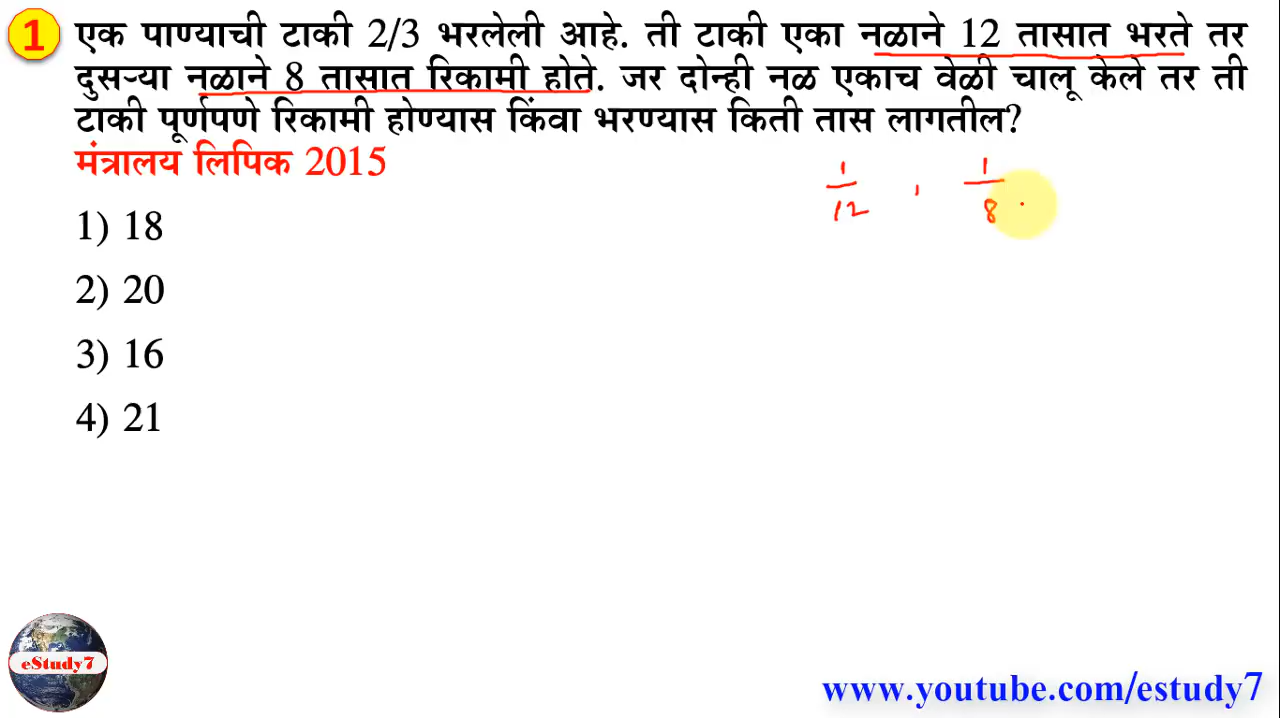 1 एक पाण्याची टाकी 2/3 भरलेली आहे. ती टाकी एका नळाने 12 तासात भरते तर
दुसऱ्या नळाने 8 तासात रिकामी होते. जर दोन्ही नळ एकाच वेळी चालू केले तर ती
टाकी पूर्णपणे रिकामी होण्यास किंवा भरण्यास किती तास लागतील?
मंत्रालय लिपिक 2015
1/12 , 1/8
1) 18
2) 20
3) 16
4) 21
eStudy7
www.youtube.com/estudy7